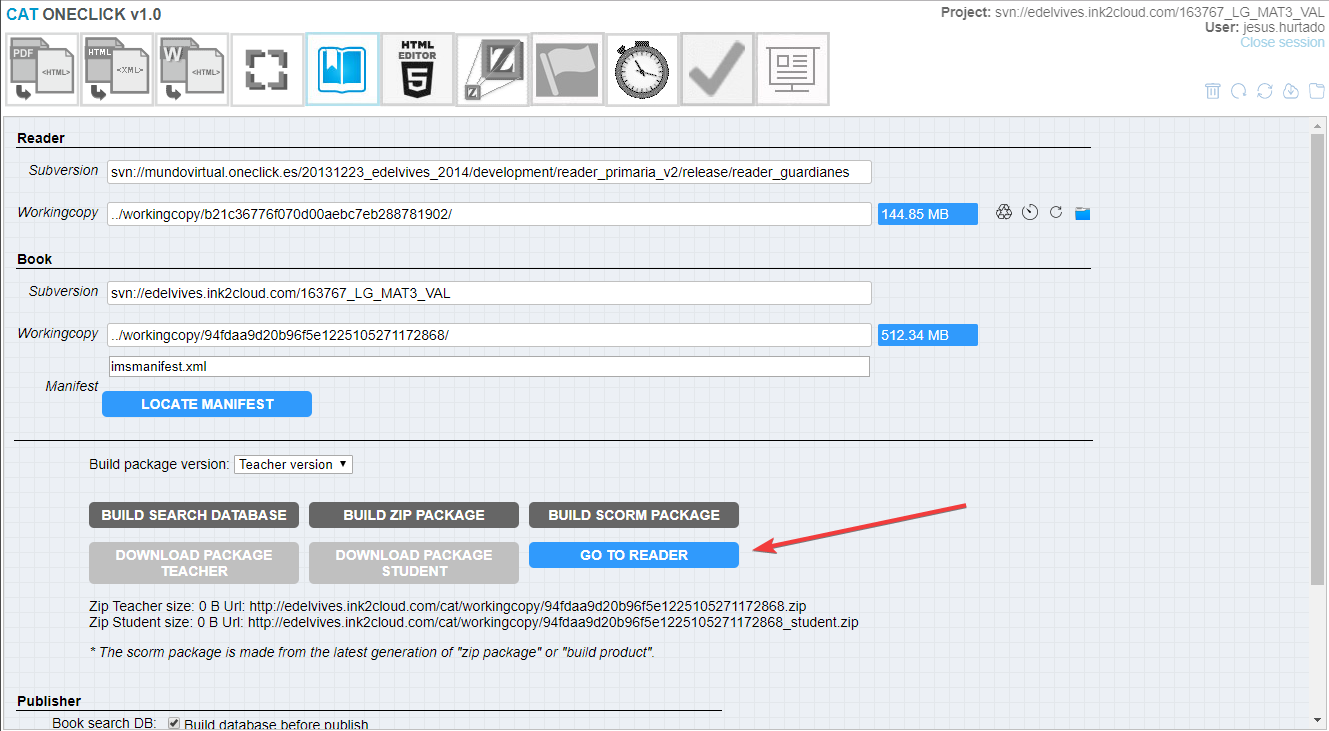 CAT ONECLICK v1.0
Project: svn://edelvives.ink2cloud.com/163767_LG_MAT3_VAL
User: jesus.hurtado
Close session
PDF <HTML>
HTML <XML>
W <HTML>
HTML EDITOR 5
Z Z
Reader
Subversion svn://mundovirtual.oneclick.es/20131223_edelvives_2014/development/reader_primaria_v2/release/reader_guardianes
Workingcopy ../workingcopy/b21c36776f070d00aebc7eb288781902/ 144.85 MB
Book
Subversion svn://edelvives.ink2cloud.com/163767_LG_MAT3_VAL
Workingcopy ../workingcopy/94fdaa9d20b96f5e1225105271172868/ 512.34 MB
imsmanifest.xml
Manifest
LOCATE MANIFEST
Build package version: Teacher version
BUILD SEARCH DATABASE BUILD ZIP PACKAGE BUILD SCORM PACKAGE
DOWNLOAD PACKAGE TEACHER
DOWNLOAD PACKAGE STUDENT
GO TO READER
Zip Teacher size: 0 B Url: http://edelvives.ink2cloud.com/cat/workingcopy/94fdaa9d20b96f5e1225105271172868.zip
Zip Student size: 0 B Url: http://edelvives.ink2cloud.com/cat/workingcopy/94fdaa9d20b96f5e1225105271172868_student.zip
* The scorm package is made from the latest generation of "zip package" or "build product".
Publisher
Book search DB: Build database before publish